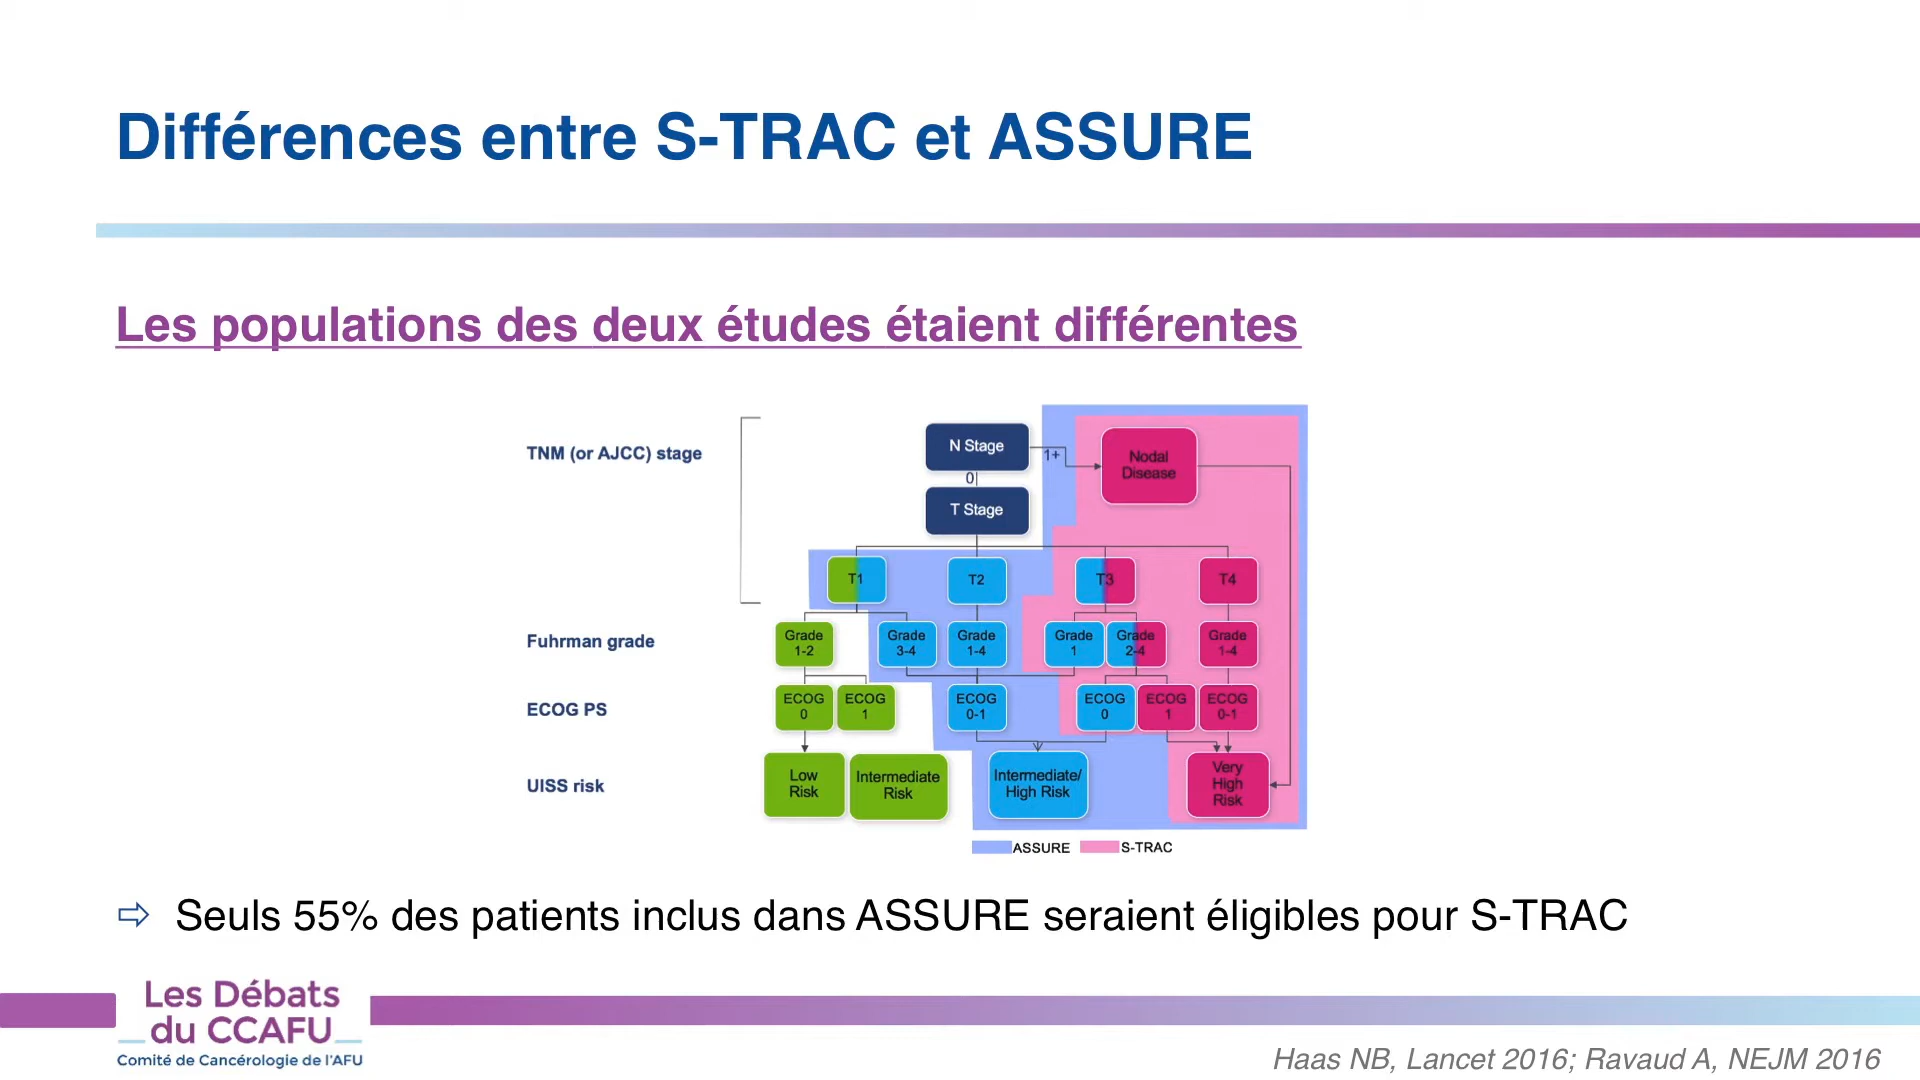 Différences entre S-TRAC et ASSURE
Les populations des deux études étaient différentes
TNM (or AJCC) stage
N Stage
1+
Nodal
Disease
0
T Stage
T1
T2
T3
T4
Fuhrman grade
Grade
1-2
Grade
3-4
Grade
1-4
Grade
1
Grade
2-4
Grade
1-4
ECOG PS
ECOG
0
ECOG
1
ECOG
0-1
ECOG
0
ECOG
1
ECOG
0-1
UISS risk
Low
Risk
Intermediate
Risk
Intermediate/
High Risk
Very
High
Risk
ASSURE
S-TRAC
⇨ Seuls 55% des patients inclus dans ASSURE seraient éligibles pour S-TRAC
Les Débats
du CCAFU
Comité de Cancérologie de l'AFU
Haas NB, Lancet 2016; Ravaud A, NEJM 2016